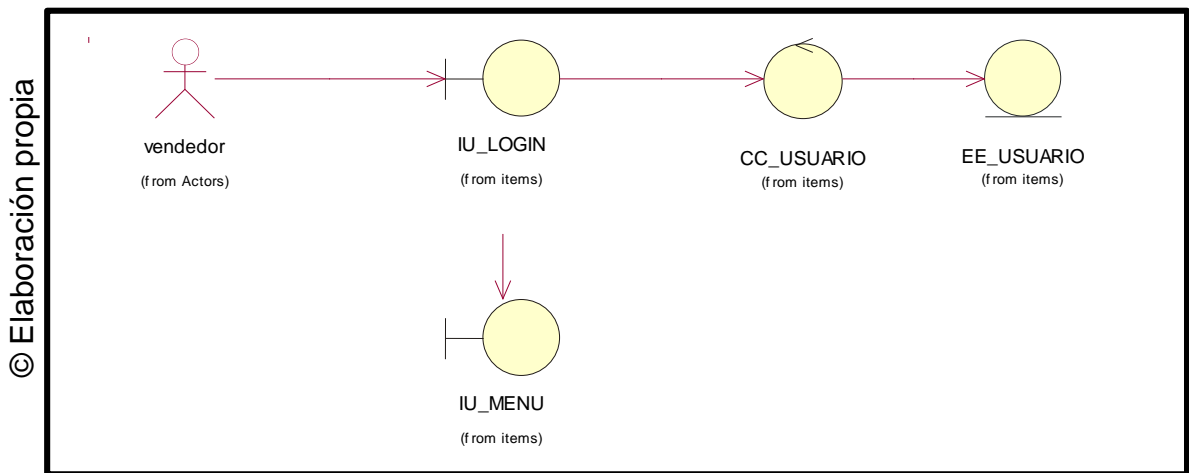 © Elaboración propia
vendedor
(from Actors)
IU_LOGIN
(from items)
CC_USUARIO
(from items)
EE_USUARIO
(from items)
IU_MENU
(from items)